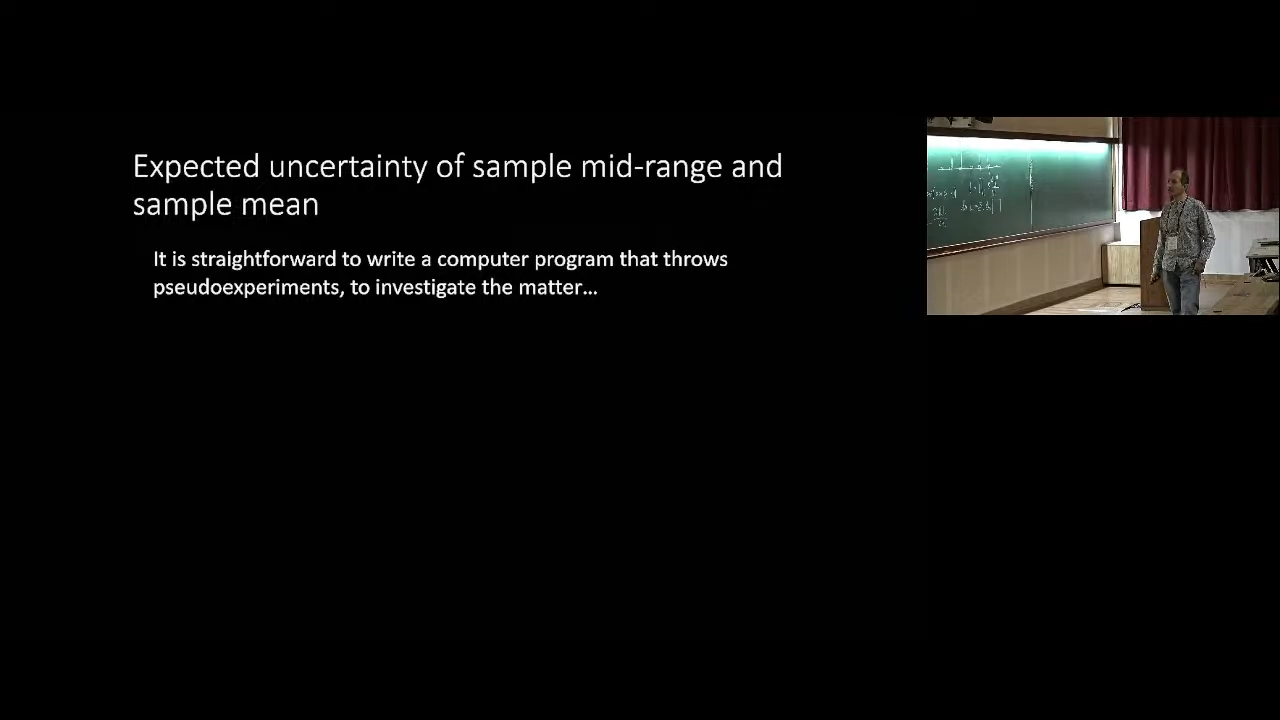 Expected uncertainty of sample mid-range and
sample mean
It is straightforward to write a computer program that throws
pseudoexperiments, to investigate the matter…